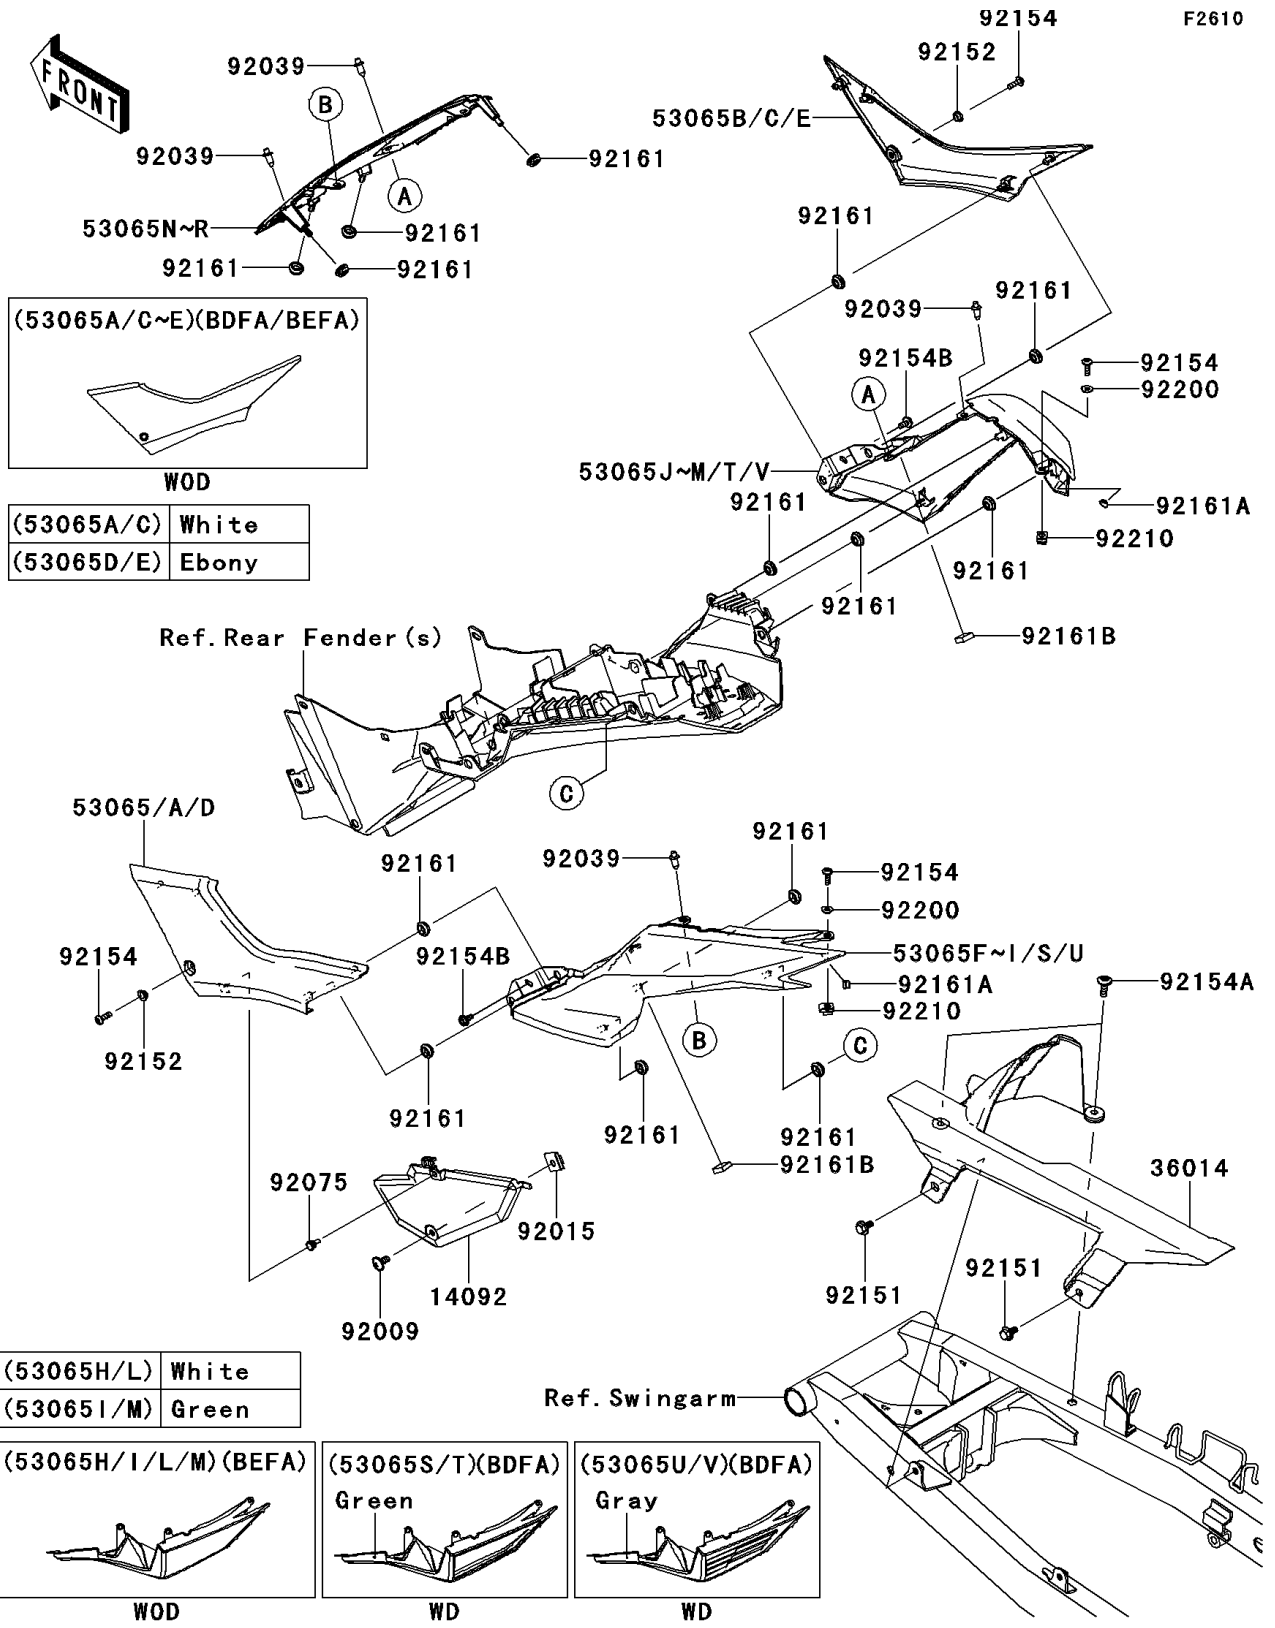 F2610
92154
92152
53065B/C/E
FRONT
92039
B
92039
92161
A
53065N~R
92161
92161
92161
92161
92039
92161
92154B
92154
A
92200
(53065A/C~E)(BDFA/BEFA)
WOD
53065J~M/T/V
92161
92161A
92210
(53065A/C) White
(53065D/E) Ebony
92161
92161
92161B
Ref.Rear Fender(s)
C
53065/A/D
92161
92039
92161
92154
92200
92154
92154B
53065F~I/S/U
92161A
92154A
92210
B
C
92152
92161
92161
92161
92161B
36014
92075
92015
92151
92151
14092
92009
(53065H/L) White
(53065I/M) Green
Ref.Swingarm
(53065H/I/L/M)(BEFA)
WOD
(53065S/T)(BDFA)
Green
WD
(53065U/V)(BDFA)
Gray
WD